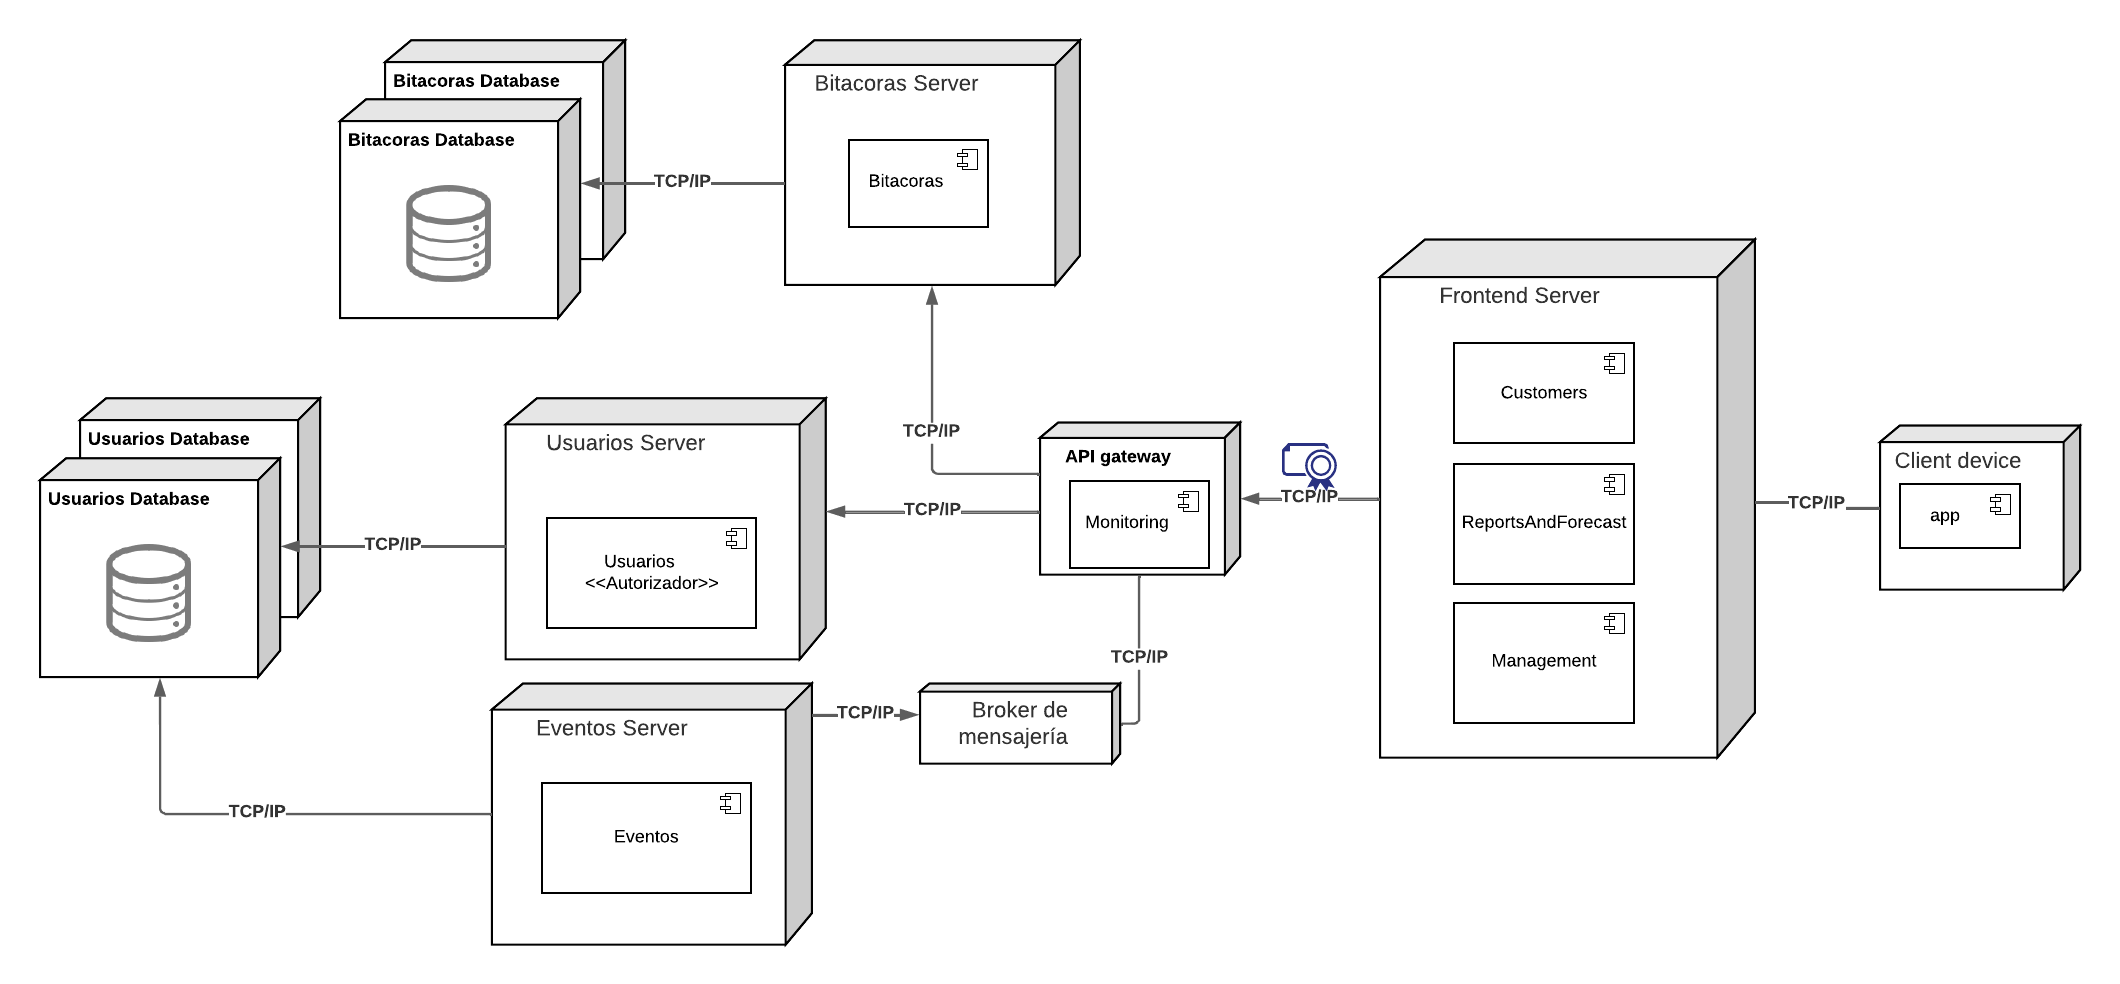 Bitacoras Database
Bitacoras Database
TCP/IP
Bitacoras Server
Bitacoras
Usuarios Database
Usuarios Database
TCP/IP
Usuarios Server
Usuarios
<<Autorizador>>
TCP/IP
TCP/IP
API gateway
Monitoring
TCP/IP
Frontend Server
Customers
ReportsAndForecast
Management
TCP/IP
Client device
app
TCP/IP
Eventos Server
Eventos
TCP/IP
Broker de
mensajería
TCP/IP